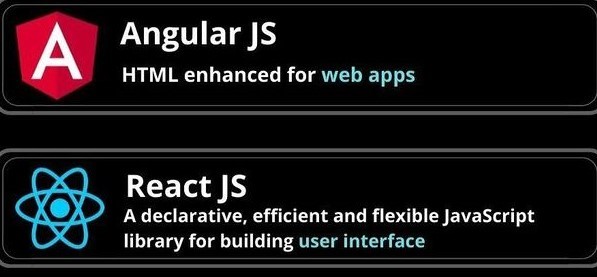 Angular JS
HTML enhanced for web apps
React JS
A declarative, efficient and flexible JavaScript
library for building user interface